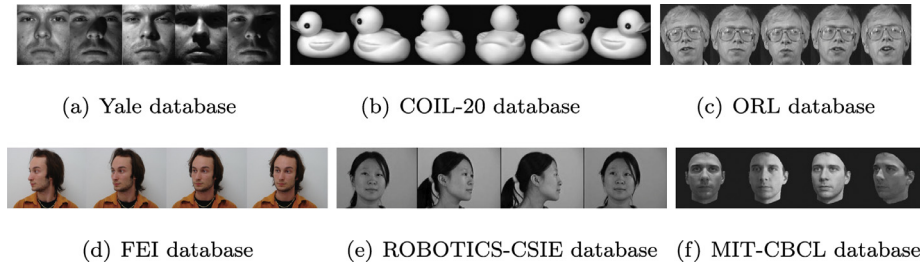 (a) Yale database
(b) COIL-20 database
(c) ORL database
(d) FEI database
(e) ROBOTICS-CSIE database
(f) MIT-CBCL database